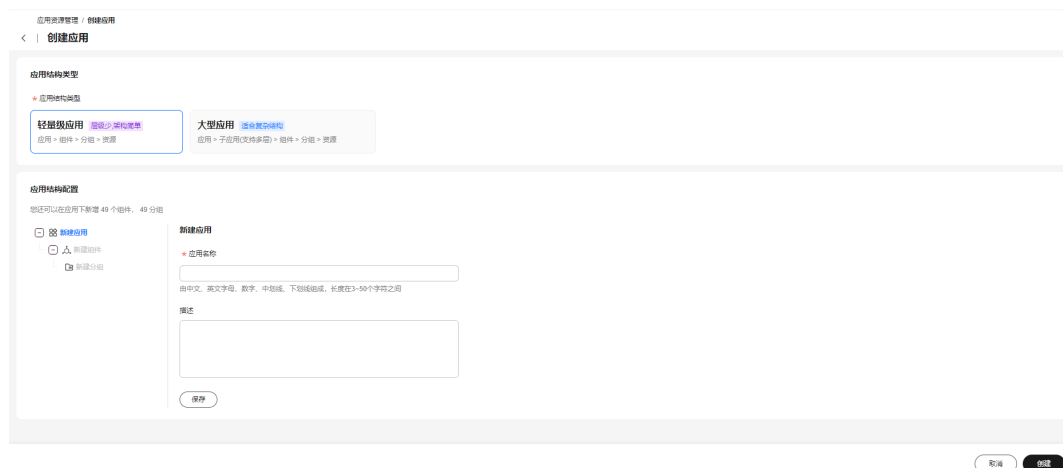 应用资源管理 / 创建应用
< | 创建应用
应用结构类型
* 应用结构类型
轻量级应用 层级少,架构简单
应用 > 组件 > 分组 > 资源
大型应用 适合复杂结构
应用 > 子应用(支持多层) > 组件 > 分组 > 资源
应用结构配置
您还可以在应用下新增 49 个组件、 49 分组
新建应用
新建组件
新建分组
新建应用
* 应用名称
由中文、英文字母、数字、中划线、下划线组成，长度在3~50个字符之间
描述
保存
取消
创建